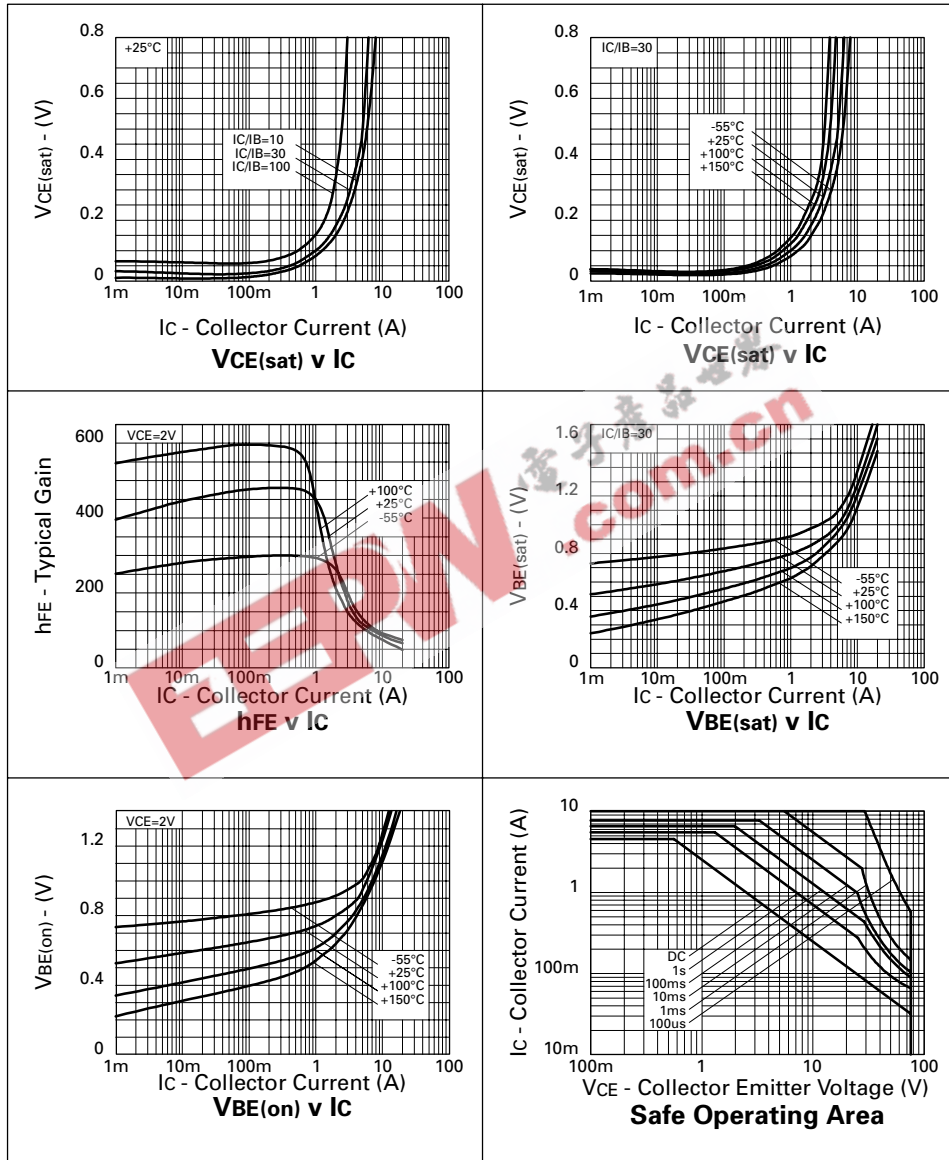 0.8
0.6
0.4
0.2
0
+25°C
IC/IB=10
IC/IB=30
IC/IB=100
VCE(sat) - (V)
1m 10m 100m 1 10 100
IC - Collector Current (A)
VCE(sat) v IC
0.8
0.6
0.4
0.2
0
IC/IB=30
-55°C
+25°C
+100°C
+150°C
VCE(sat) - (V)
1m 10m 100m 1 10 100
IC - Collector Current (A)
VCE(sat) v IC
600
400
200
0
VCE=2V
+100°C
+25°C
-55°C
hFE - Typical Gain
1m 10m 100m 1 10 100
IC - Collector Current (A)
hFE v IC
1.6
1.2
0.8
0.4
0
IC/IB=30
-55°C
+25°C
+100°C
+150°C
VBE(sat) - (V)
1m 10m 100m 1 10 100
IC - Collector Current (A)
VBE(sat) v IC
EEPW.com.cn
电子产品世界
1.2
0.8
0.4
0
VCE=2V
-55°C
+25°C
+100°C
+150°C
VBE(on) - (V)
1m 10m 100m 1 10 100
IC - Collector Current (A)
VBE(on) v IC
10
1
100m
10m
DC
1s
100ms
10ms
1ms
100us
IC - Collector Current (A)
100m 1 10 100
VCE - Collector Emitter Voltage (V)
Safe Operating Area